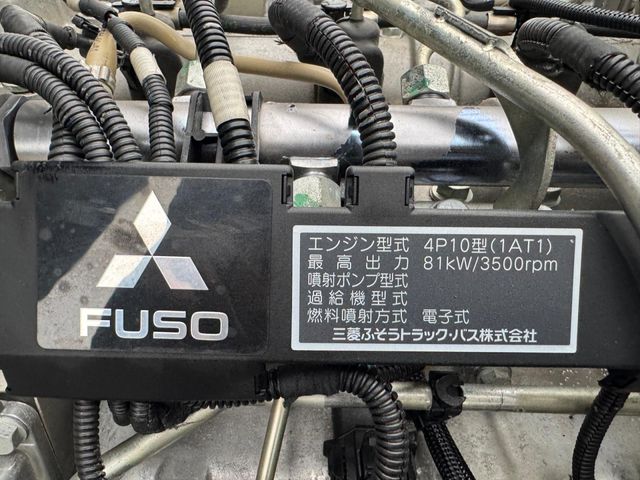 FUSO
エンジン型式 4P10型(1AT1)
最高出力 81kW/3500rpm
噴射ポンプ型式
過給機型式
燃料噴射方式 電子式
三菱ふそうトラック・バス株式会社